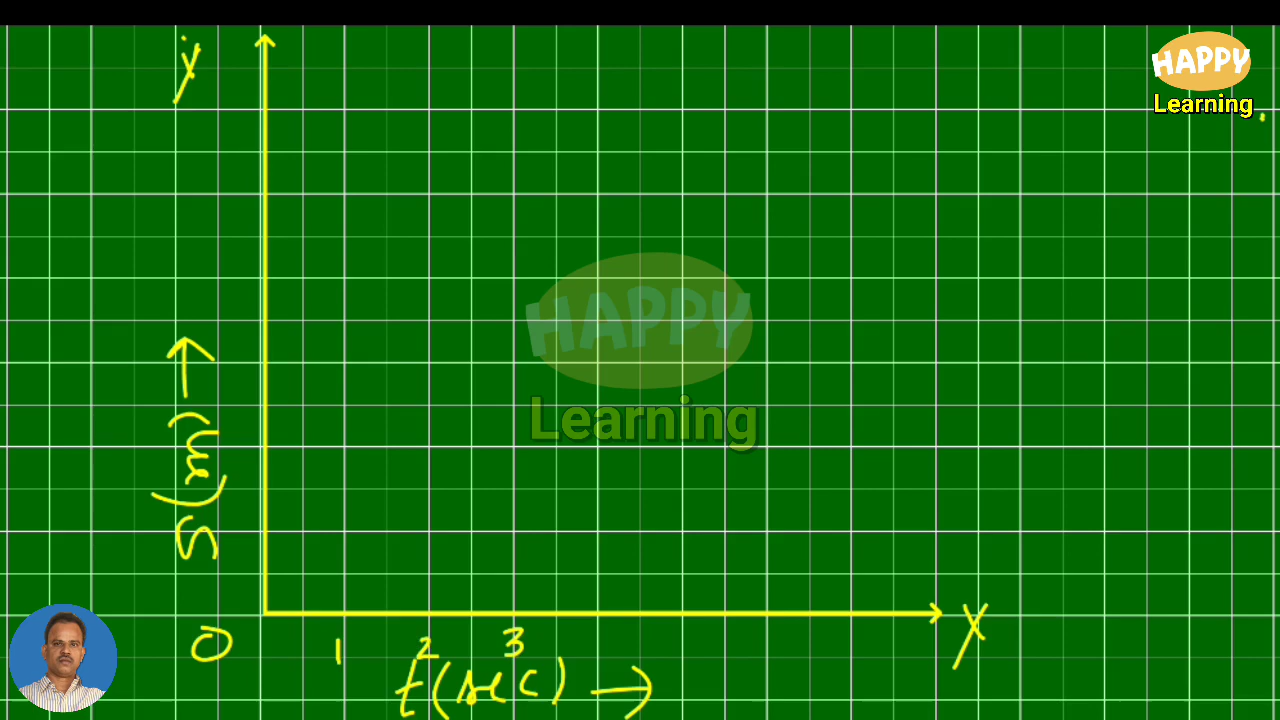 y
HAPPY
Learning
HAPPY
Learning
S(m)
O
1 2 3
X
t(sec)